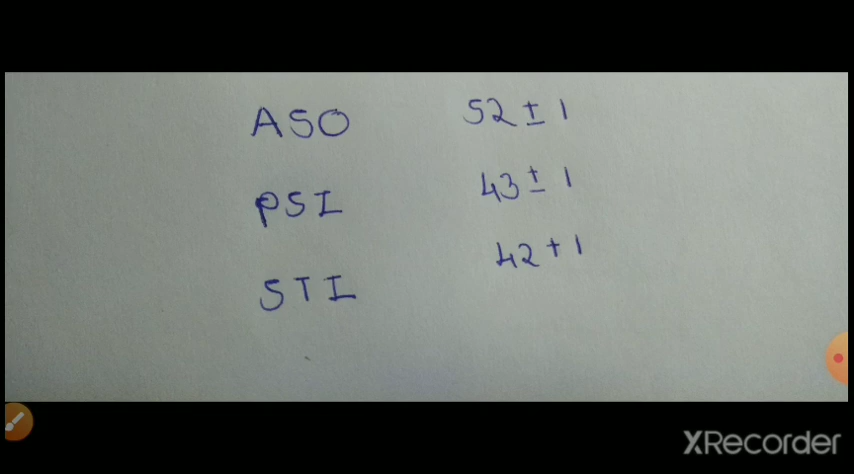 ASO 52 ± 1
PSI 43 ± 1
STI 42 + 1
XRecorder